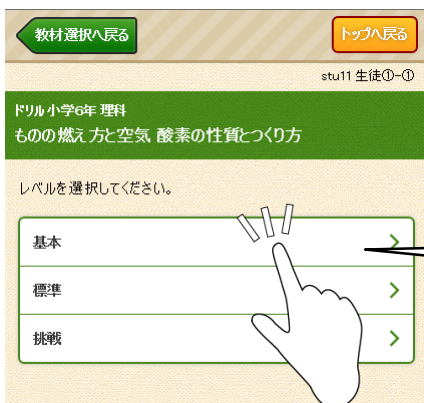 教材選択へ戻る
トップへ戻る
stu11 生徒①-①
ドリル 小学6年 理科
ものの燃え方と空気 酸素の性質とつくり方
レベルを選択してください。
基本
標準
挑戦